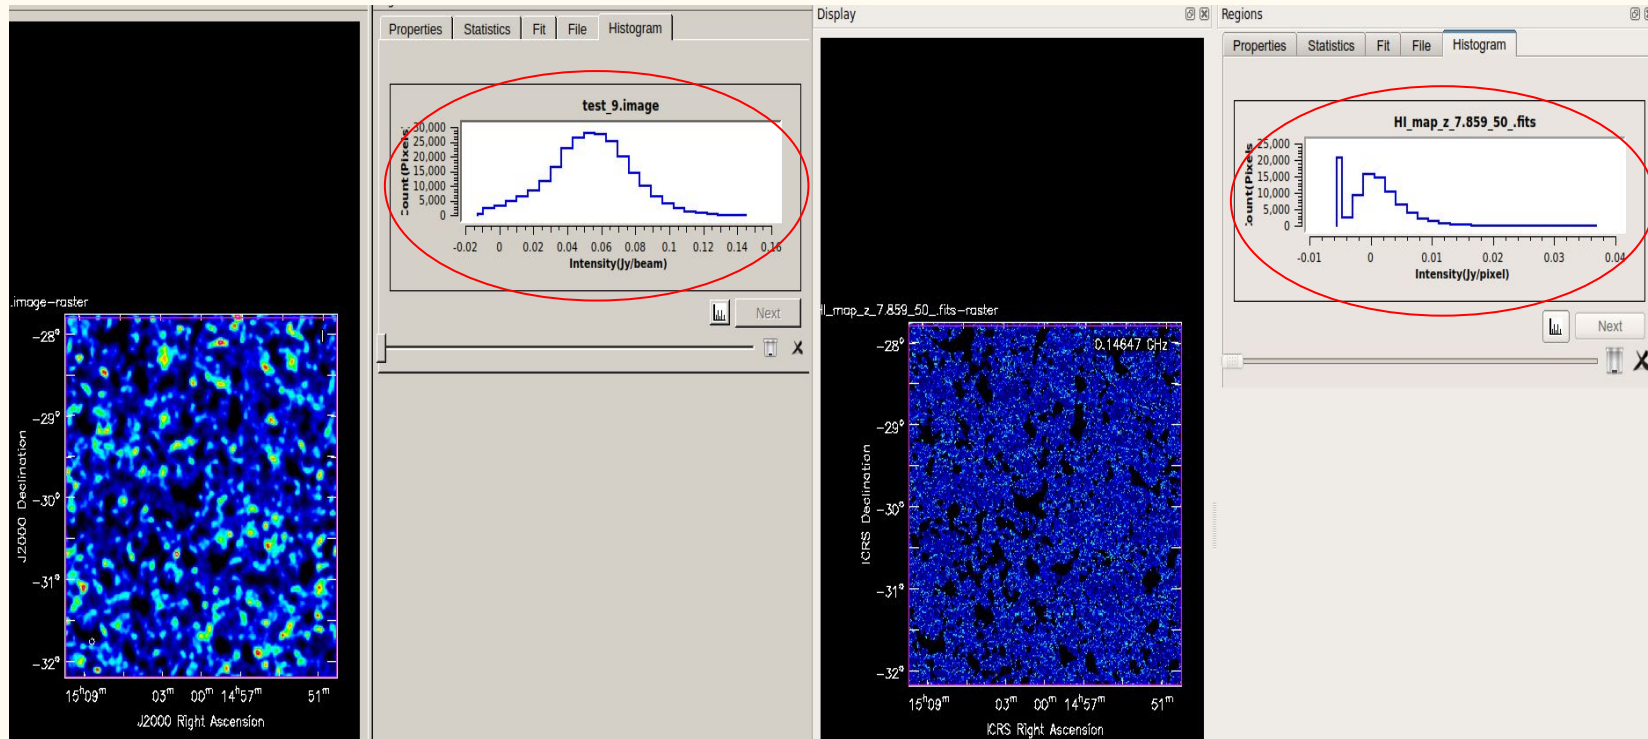 .image-raster
-28°
-29°
-30°
-31°
-32°
J2000 Declination
15ʰ09ᵐ 03ᵐ 00ᵐ 14ʰ57ᵐ 51ᵐ
J2000 Right Ascension
Properties Statistics Fit File Histogram
test_9.image
30,000
25,000
20,000
15,000
10,000
5,000
0
Count(Pixels
-0.02 0 0.02 0.04 0.06 0.08 0.1 0.12 0.14 0.16
Intensity(Jy/beam)
Next
Display
HI_map_z_7.859_50_.fits-raster
0.14647 GHz
-28°
-29°
-30°
-31°
-32°
ICRS Declination
15ʰ09ᵐ 03ᵐ 00ᵐ 14ʰ57ᵐ 51ᵐ
ICRS Right Ascension
Regions
Properties Statistics Fit File Histogram
HI_map_z_7.859_50_.fits
25,000
20,000
15,000
10,000
5,000
0
Count(Pixels
-0.01 0 0.01 0.02 0.03 0.04
Intensity(Jy/pixel)
Next